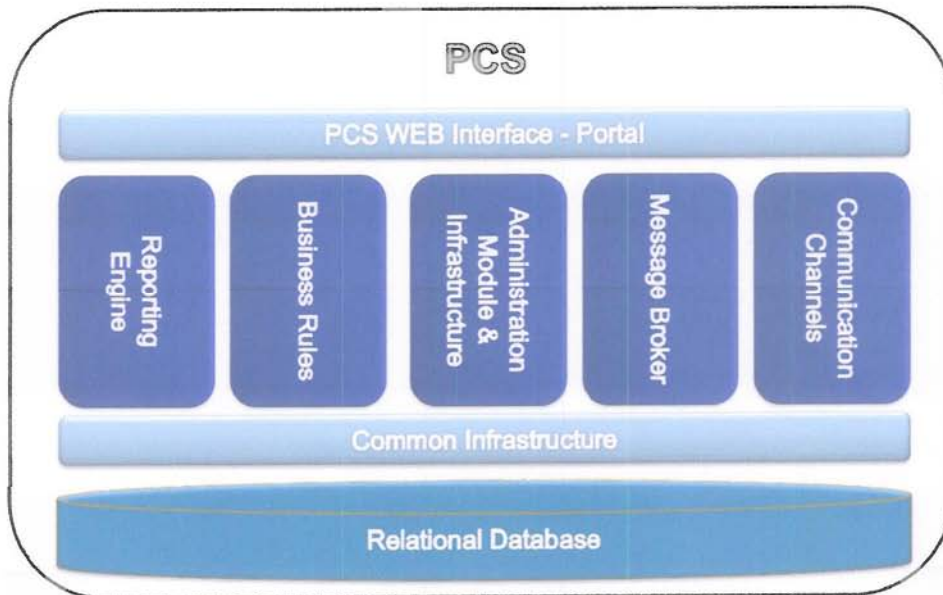 PCS
PCS WEB Interface - Portal
Reporting
Engine
Business Rules
Administration
Module &
Infrastructure
Message Broker
Communication
Channels
Common Infrastructure
Relational Database